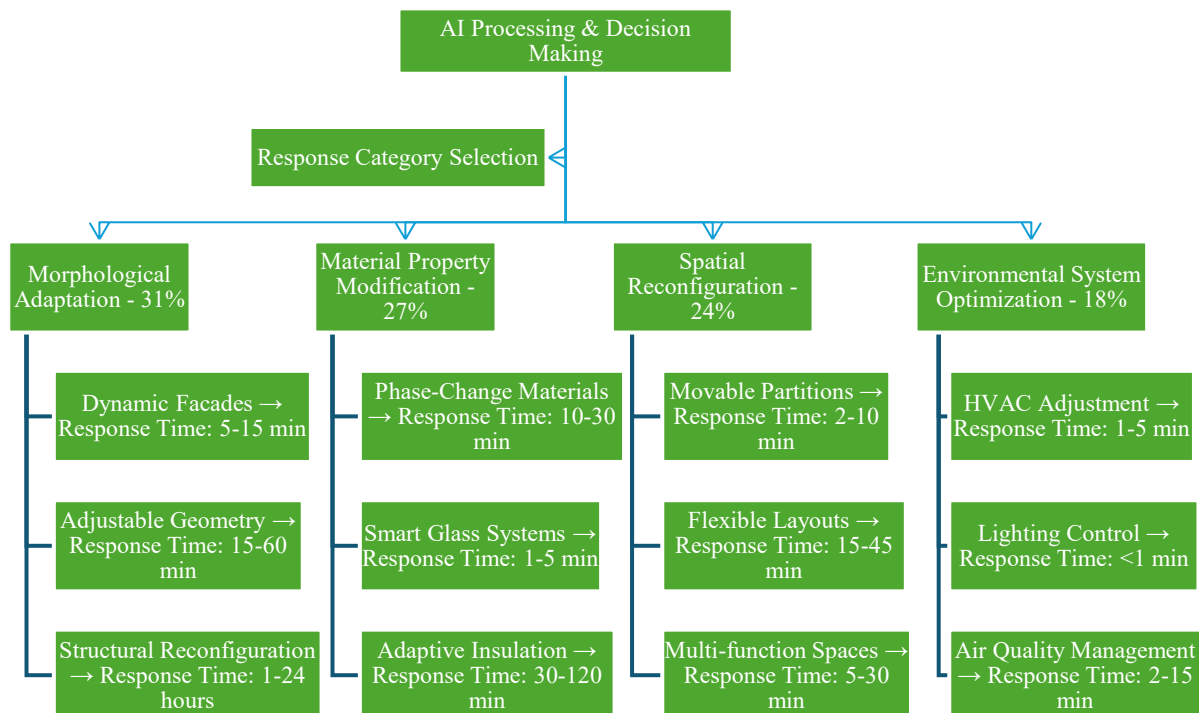 AI Processing & Decision
Making
Response Category Selection
Morphological
Adaptation - 31%
Dynamic Facades →
Response Time: 5-15 min
Adjustable Geometry →
Response Time: 15-60
min
Structural Reconfiguration
→ Response Time: 1-24
hours
Material Property
Modification -
27%
Phase-Change Materials
→ Response Time: 10-30
min
Smart Glass Systems →
Response Time: 1-5 min
Adaptive Insulation →
Response Time: 30-120
min
Spatial
Reconfiguration -
24%
Movable Partitions →
Response Time: 2-10
min
Flexible Layouts →
Response Time: 15-45
min
Multi-function Spaces →
Response Time: 5-30
min
Environmental System
Optimization - 18%
HVAC Adjustment →
Response Time: 1-5 min
Lighting Control →
Response Time: <1 min
Air Quality Management
→ Response Time: 2-15
min